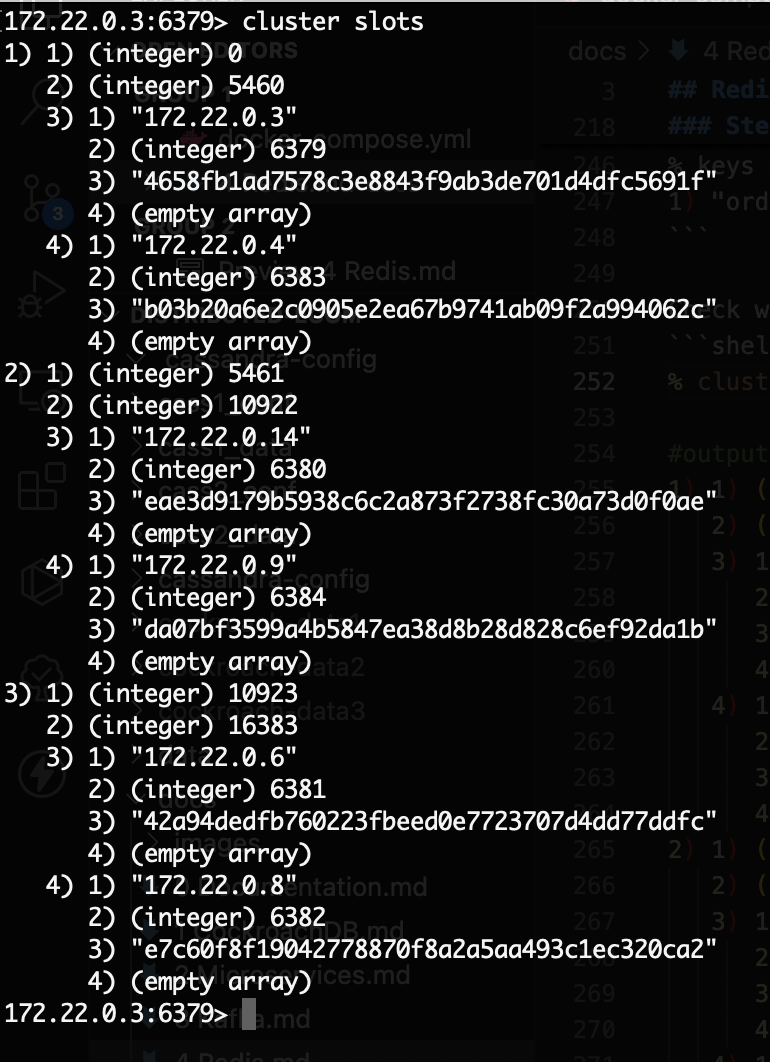 172.22.0.3:6379> cluster slots
1) 1) (integer) 0
   2) (integer) 5460
   3) 1) "172.22.0.3"
      2) (integer) 6379
      3) "4658fb1ad7578c3e8843f9ab3de701d4dfc5691f"
      4) (empty array)
   4) 1) "172.22.0.4"
      2) (integer) 6383
      3) "b03b20a6e2c0905e2ea67b9741ab09f2a994062c"
      4) (empty array)
2) 1) (integer) 5461
   2) (integer) 10922
   3) 1) "172.22.0.14"
      2) (integer) 6380
      3) "eae3d9179b5938c6c2a873f2738fc30a73d0f0ae"
      4) (empty array)
   4) 1) "172.22.0.9"
      2) (integer) 6384
      3) "da07bf3599a4b5847ea38d8b28d828c6ef92da1b"
      4) (empty array)
3) 1) (integer) 10923
   2) (integer) 16383
   3) 1) "172.22.0.6"
      2) (integer) 6381
      3) "42a94dedfb760223fbeed0e7723707d4dd77ddfc"
      4) (empty array)
   4) 1) "172.22.0.8"
      2) (integer) 6382
      3) "e7c60f8f19042778870f8a2a5aa493c1ec320ca2"
      4) (empty array)
172.22.0.3:6379>